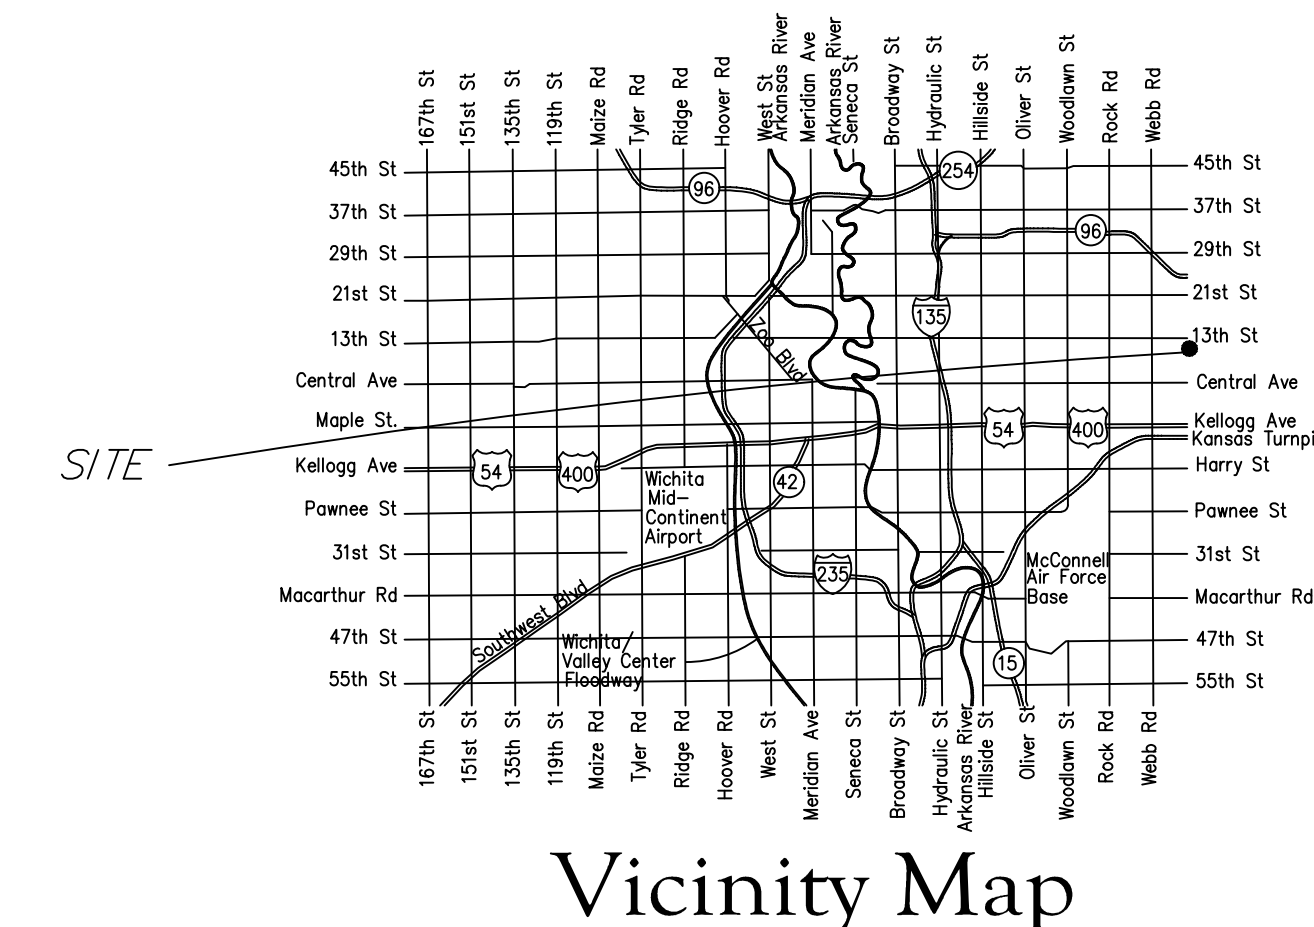 167th St
151st St
135th St
119th St
Maize Rd
Tyler Rd
Ridge Rd
Hoover Rd
West St
Arkansas River
Meridian Ave
Arkansas River
Seneca St
Broadway St
Hydraulic St
Hillside St
Oliver St
Woodlawn St
Rock Rd
Webb Rd
45th St
254
45th St
96
37th St
37th St
96
29th St
29th St
21st St
21st St
135
13th St
Zoo Blvd
13th St
Central Ave
Central Ave
Maple St.
54
400
Kellogg Ave
Kansas Turnpi
SITE
Kellogg Ave
54
400
Harry St
Wichita
Mid-
Continent
Airport
42
Pawnee St
Pawnee St
31st St
31st St
235
McConnell
Air Force
Base
Macarthur Rd
Macarthur Rd
Southwest Blvd
47th St
47th St
Wichita/
Valley Center
Floodway
15
55th St
55th St
167th St
151st St
135th St
119th St
Maize Rd
Tyler Rd
Ridge Rd
Hoover Rd
West St
Meridian Ave
Seneca St
Broadway St
Hydraulic St
Arkansas River
Hillside St
Oliver St
Woodlawn St
Rock Rd
Webb Rd
Vicinity Map